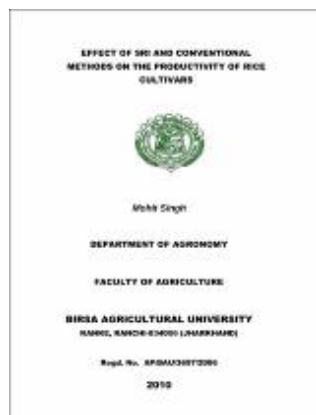 EFFECT OF SRI AND CONVENTIONAL
METHODS ON THE PRODUCTIVITY OF RICE
CULTIVARS
Singh
DEPARTMENT OF AGRONOMY
FACULTY OF AGRICULTURE
BIRSA AGRICULTURAL UNIVERSITY
KANKE, RANCHI-834006 (JHARKHAND)
Regd. No.
2010